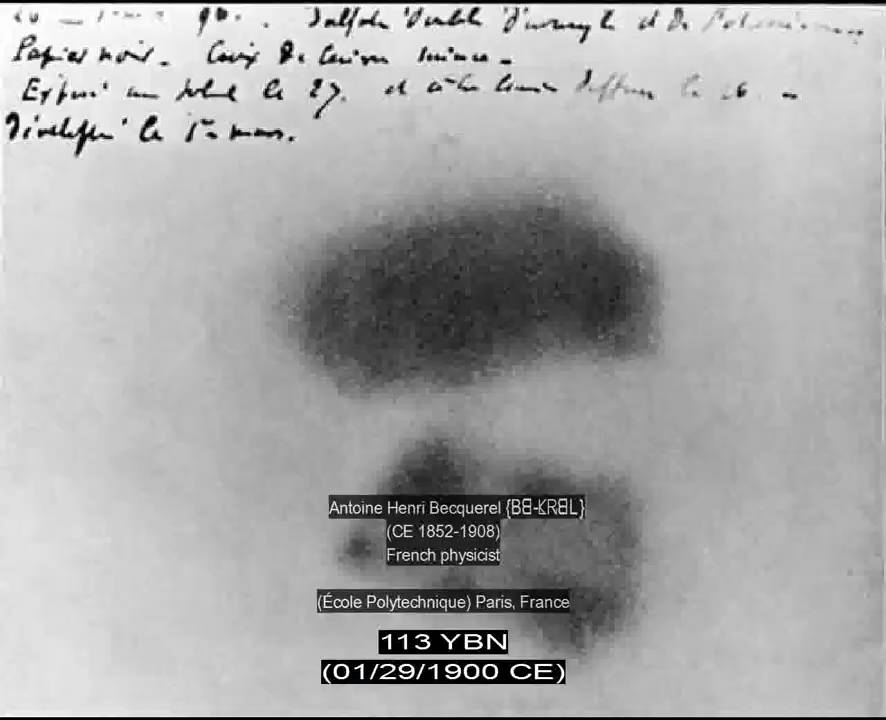 Sulfate double d'uranyle et de Potassium
Papier noir. Croix de Cuivre mince.
Exposé au soleil le 27. et à la lumière diffuse le 26.
Développé le 1er mars.
Antoine Henri Becquerel
(CE 1852-1908)
French physicist
(École Polytechnique) Paris, France
113 YBN
(01/29/1900 CE)